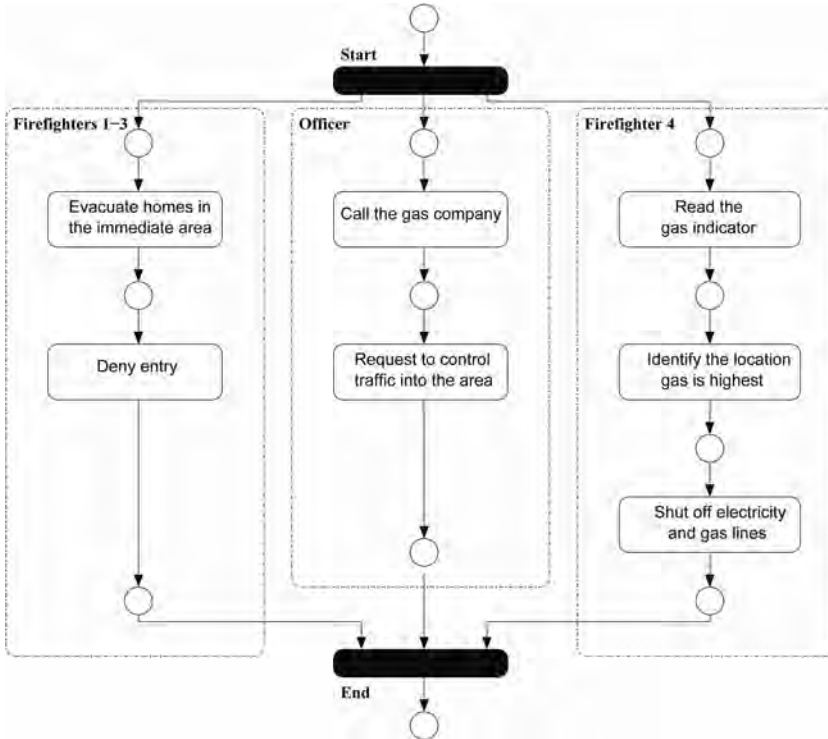 Start
Firefighters 1−3
Officer
Firefighter 4
Evacuate homes in
the immediate area
Call the gas company
Read the
gas indicator
Deny entry
Request to control
traffic into the area
Identify the location
gas is highest
Shut off electricity
and gas lines
End